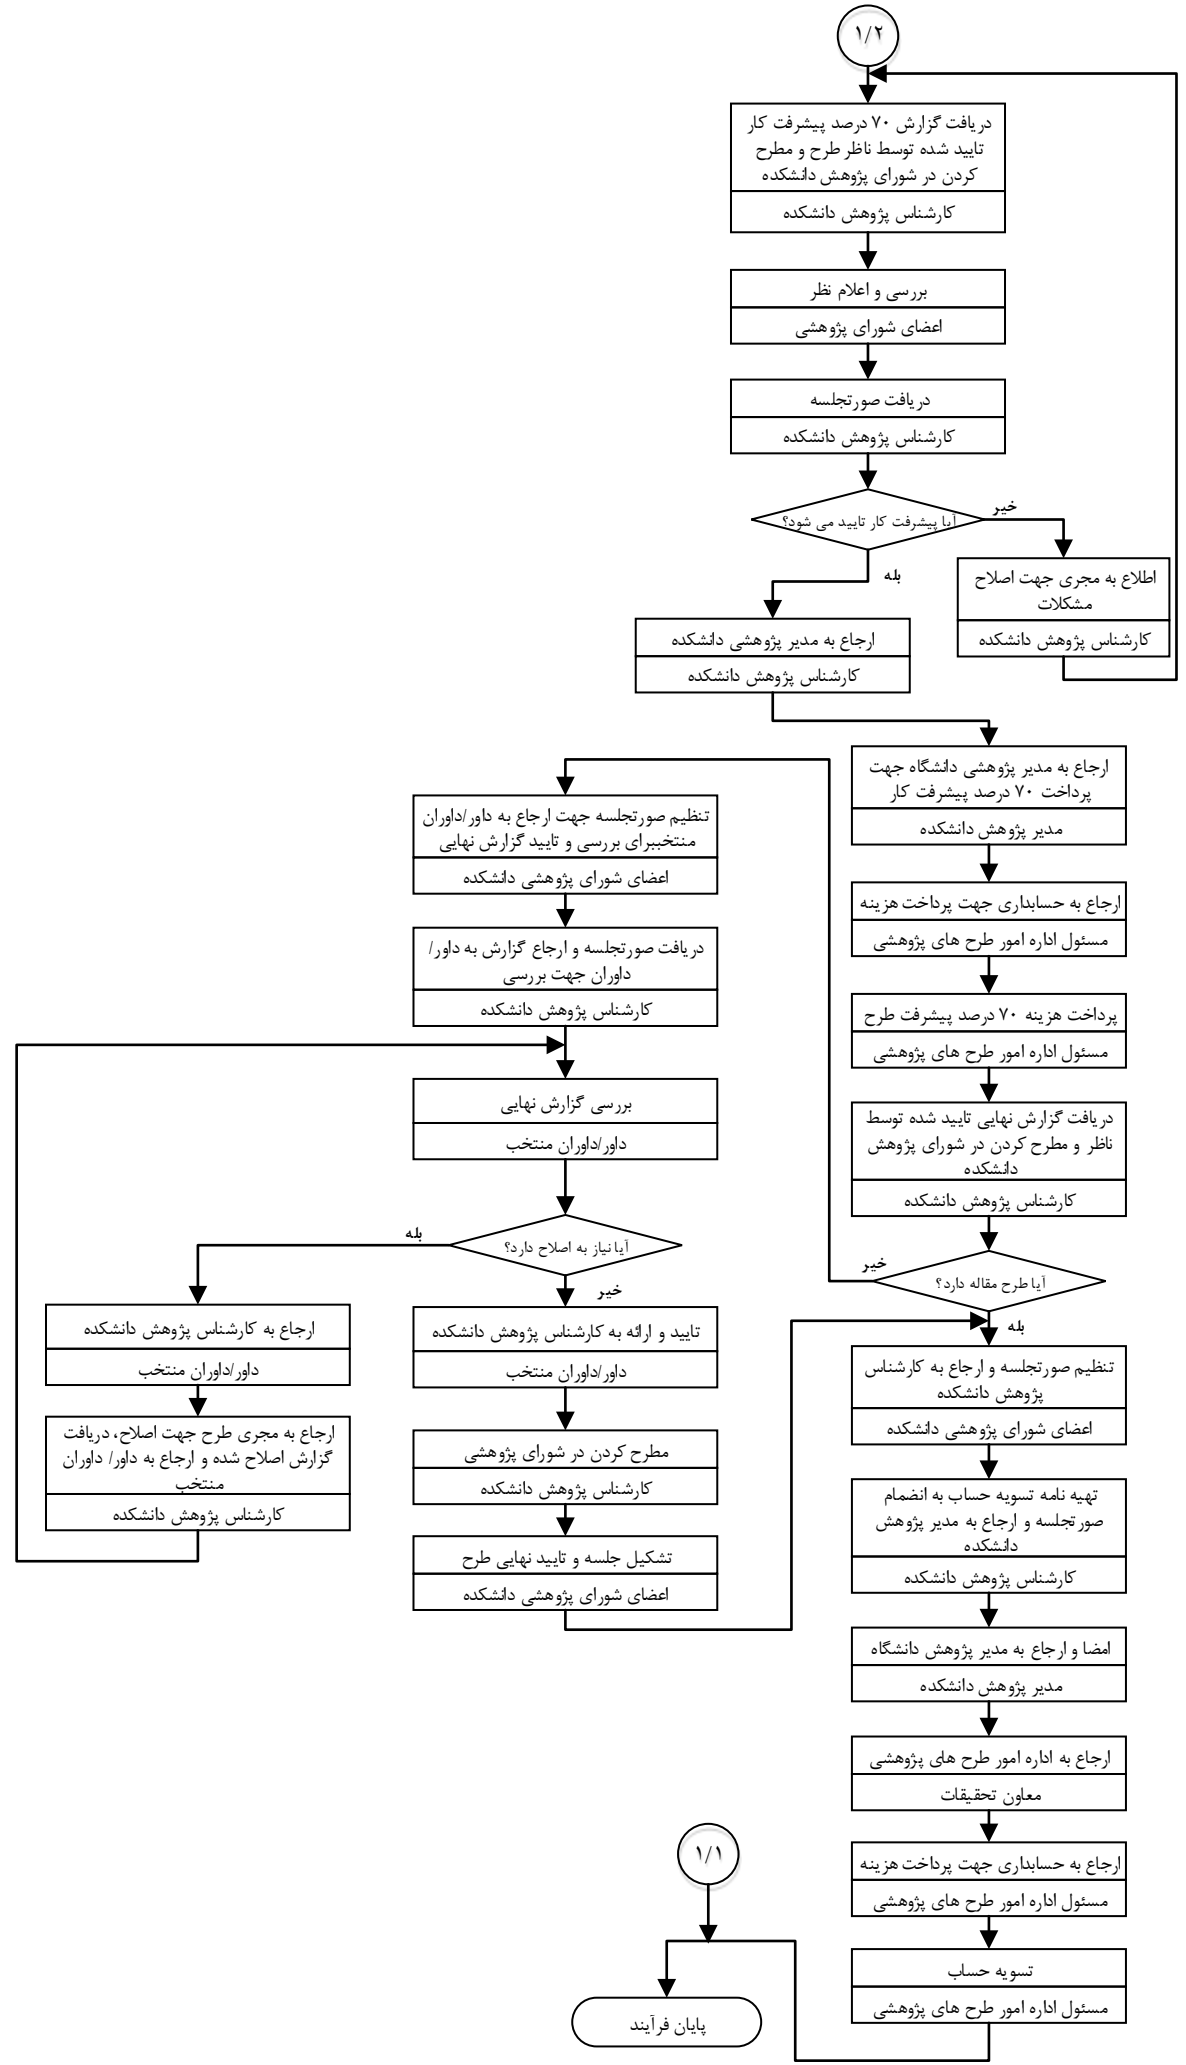 ۱/۲
دریافت گزارش ۷۰ درصد پیشرفت کار
تایید شده توسط ناظر طرح و مطرح
کردن در شورای پژوهش دانشکده
کارشناس پژوهش دانشکده
بررسی و اعلام نظر
اعضای شورای پژوهشی
دریافت صورتجلسه
کارشناس پژوهش دانشکده
آیا پیشرفت کار تایید می شود؟
خیر
بله
اطلاع به مجری جهت اصلاح
مشکلات
کارشناس پژوهش دانشکده
ارجاع به مدیر پژوهشی دانشکده
کارشناس پژوهش دانشکده
ارجاع به مدیر پژوهشی دانشگاه جهت
پرداخت ۷۰ درصد پیشرفت کار
مدیر پژوهش دانشکده
ارجاع به حسابداری جهت پرداخت هزینه
مسئول اداره امور طرح های پژوهشی
پرداخت هزینه ۷۰ درصد پیشرفت طرح
مسئول اداره امور طرح های پژوهشی
دریافت گزارش نهایی تایید شده توسط
ناظر و مطرح کردن در شورای پژوهش
دانشکده
کارشناس پژوهش دانشکده
آیا طرح مقاله دارد؟
خیر
بله
تنظیم صورتجلسه جهت ارجاع به داور/داوران
منتخببرای بررسی و تایید گزارش نهایی
اعضای شورای پژوهشی دانشکده
دریافت صورتجلسه و ارجاع گزارش به داور/
داوران جهت بررسی
کارشناس پژوهش دانشکده
بررسی گزارش نهایی
داور/داوران منتخب
آیا نیاز به اصلاح دارد؟
بله
خیر
ارجاع به کارشناس پژوهش دانشکده
داور/داوران منتخب
ارجاع به مجری طرح جهت اصلاح، دریافت
گزارش اصلاح شده و ارجاع به داور/ داوران
منتخب
کارشناس پژوهش دانشکده
تایید و ارائه به کارشناس پژوهش دانشکده
داور/داوران منتخب
مطرح کردن در شورای پژوهشی
کارشناس پژوهش دانشکده
تشکیل جلسه و تایید نهایی طرح
اعضای شورای پژوهشی دانشکده
تنظیم صورتجلسه و ارجاع به کارشناس
پژوهش دانشکده
اعضای شورای پژوهشی دانشکده
تهیه نامه تسویه حساب به انضمام
صورتجلسه و ارجاع به مدیر پژوهش
دانشکده
کارشناس پژوهش دانشکده
امضا و ارجاع به مدیر پژوهش دانشگاه
مدیر پژوهش دانشکده
ارجاع به اداره امور طرح های پژوهشی
معاون تحقیقات
ارجاع به حسابداری جهت پرداخت هزینه
مسئول اداره امور طرح های پژوهشی
تسویه حساب
مسئول اداره امور طرح های پژوهشی
۱/۱
پایان فرآیند